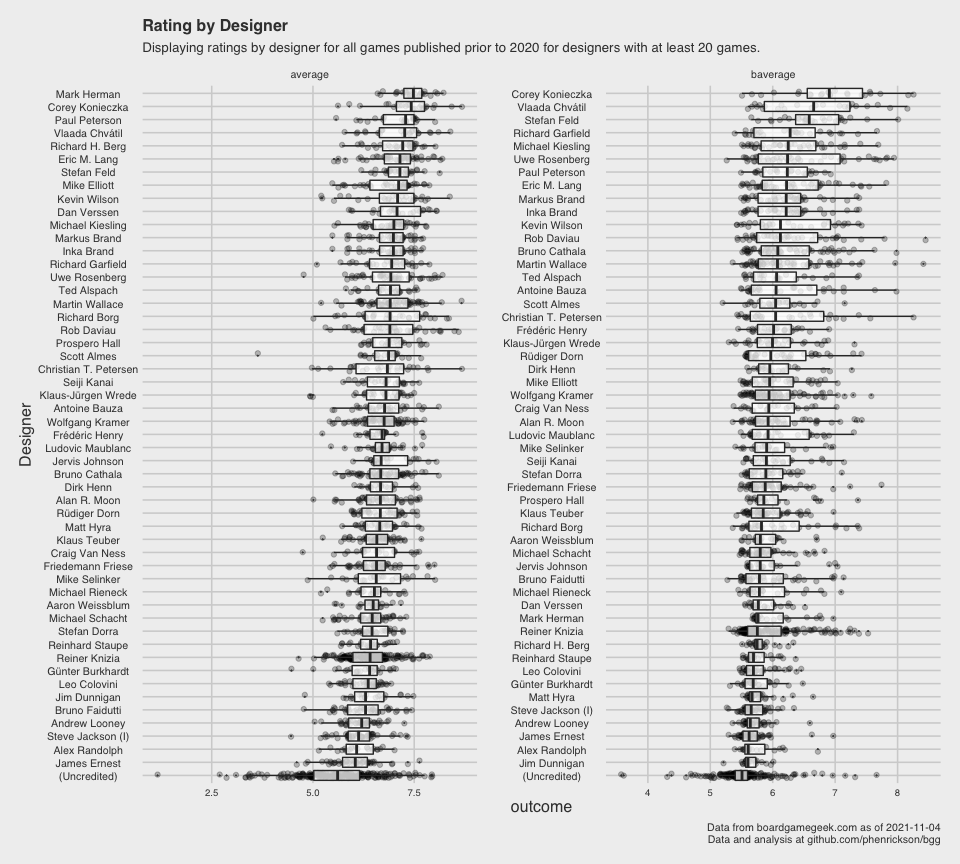 Rating by Designer
Displaying ratings by designer for all games published prior to 2020 for designers with at least 20 games.
average
Mark Herman
Corey Konieczka
Paul Peterson
Vlaada Chvátil
Richard H. Berg
Eric M. Lang
Stefan Feld
Mike Elliott
Kevin Wilson
Dan Verssen
Michael Kiesling
Markus Brand
Inka Brand
Richard Garfield
Uwe Rosenberg
Ted Alspach
Martin Wallace
Richard Borg
Rob Daviau
Prospero Hall
Scott Almes
Christian T. Petersen
Seiji Kanai
Klaus-Jürgen Wrede
Antoine Bauza
Wolfgang Kramer
Frédéric Henry
Ludovic Maublanc
Jervis Johnson
Bruno Cathala
Dirk Henn
Alan R. Moon
Rüdiger Dorn
Matt Hyra
Klaus Teuber
Craig Van Ness
Friedemann Friese
Mike Selinker
Michael Rieneck
Aaron Weissblum
Michael Schacht
Stefan Dorra
Reinhard Staupe
Reiner Knizia
Günter Burkhardt
Leo Colovini
Jim Dunnigan
Bruno Faidutti
Andrew Looney
Steve Jackson (I)
Alex Randolph
James Ernest
(Uncredited)
2.5 5.0 7.5
Designer
baverage
Corey Konieczka
Vlaada Chvátil
Stefan Feld
Richard Garfield
Michael Kiesling
Uwe Rosenberg
Paul Peterson
Eric M. Lang
Markus Brand
Inka Brand
Kevin Wilson
Rob Daviau
Bruno Cathala
Martin Wallace
Ted Alspach
Antoine Bauza
Scott Almes
Christian T. Petersen
Frédéric Henry
Klaus-Jürgen Wrede
Rüdiger Dorn
Dirk Henn
Mike Elliott
Wolfgang Kramer
Craig Van Ness
Alan R. Moon
Ludovic Maublanc
Mike Selinker
Seiji Kanai
Stefan Dorra
Friedemann Friese
Prospero Hall
Klaus Teuber
Richard Borg
Aaron Weissblum
Michael Schacht
Jervis Johnson
Bruno Faidutti
Michael Rieneck
Dan Verssen
Mark Herman
Reiner Knizia
Richard H. Berg
Reinhard Staupe
Leo Colovini
Günter Burkhardt
Matt Hyra
Steve Jackson (I)
Andrew Looney
James Ernest
Alex Randolph
Jim Dunnigan
(Uncredited)
4 5 6 7 8
outcome
Data from boardgamegeek.com as of 2021-11-04
Data and analysis at github.com/phenrickson/bgg